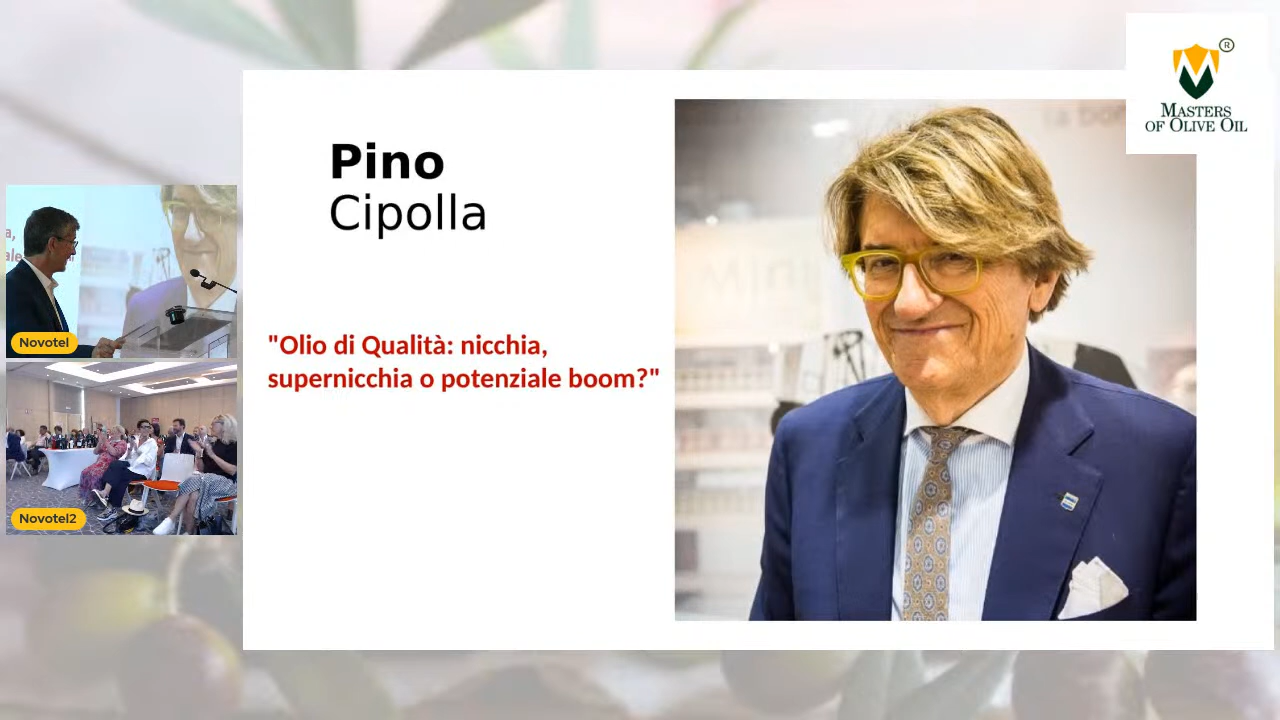 MASTERS
OF OLIVE OIL
®
Pino
Cipolla
"Olio di Qualità: nicchia,
supernicchia o potenziale boom?"
Novotel
Novotel2